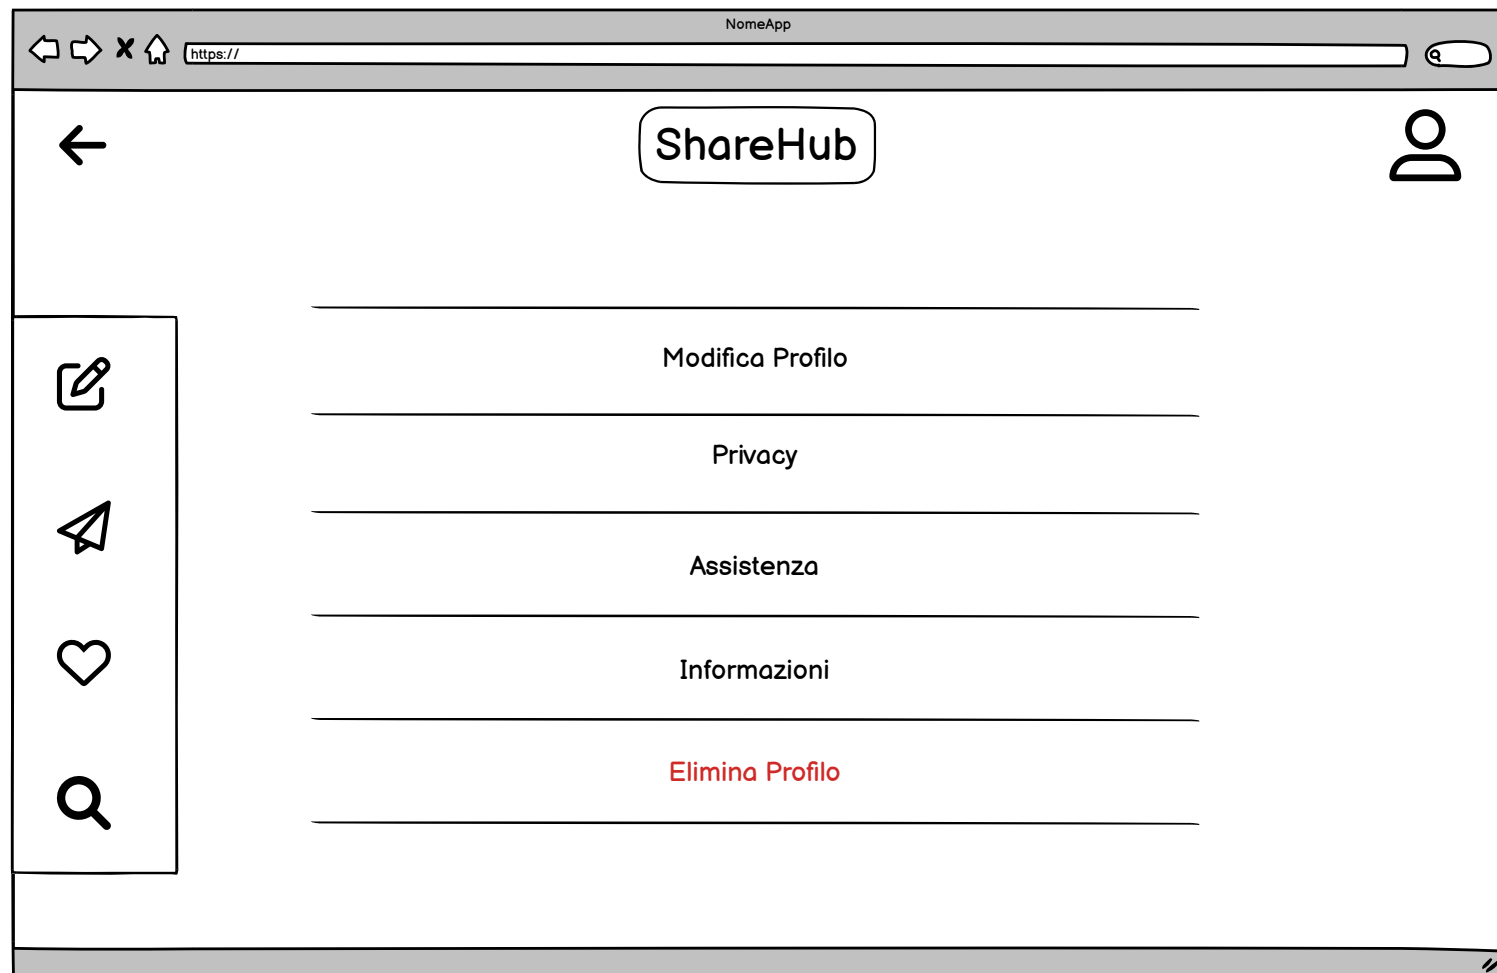 NomeApp
https://
ShareHub
Modifica Profilo
Privacy
Assistenza
Informazioni
Elimina Profilo